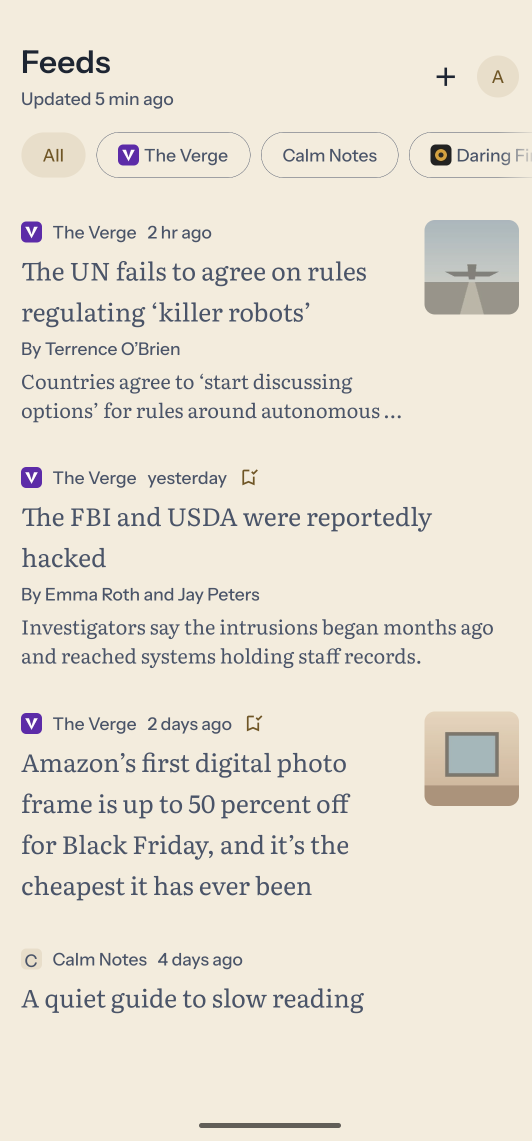 Feeds
Updated 5 min ago
A
All
The Verge
Calm Notes
Daring Fi
The Verge 2 hr ago
The UN fails to agree on rules
regulating ‘killer robots’
By Terrence O’Brien
Countries agree to ‘start discussing
options’ for rules around autonomous ...
The Verge yesterday
The FBI and USDA were reportedly
hacked
By Emma Roth and Jay Peters
Investigators say the intrusions began months ago
and reached systems holding staff records.
The Verge 2 days ago
Amazon’s first digital photo
frame is up to 50 percent off
for Black Friday, and it’s the
cheapest it has ever been
C Calm Notes 4 days ago
A quiet guide to slow reading